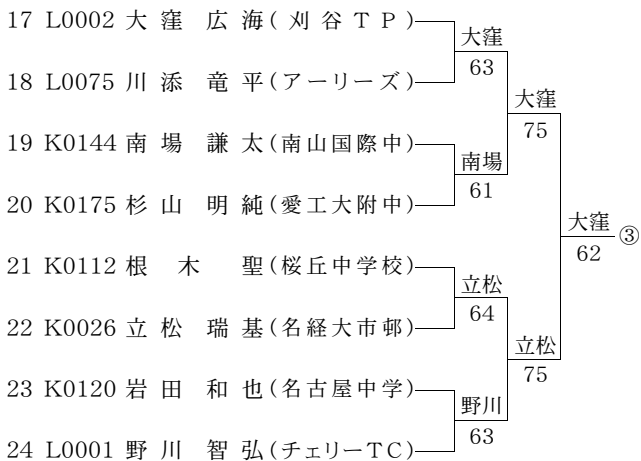 17 L0002 大窪 広海(刈谷TP)
大窪
63
18 L0075 川添 竜平(アーリーズ)
大窪
75
19 K0144 南場 謙太(南山国際中)
南場
61
20 K0175 杉山 明純(愛工大附中)
大窪 ③
62
21 K0112 根木 聖(桜丘中学校)
立松
64
22 K0026 立松 瑞基(名経大市邨)
立松
75
23 K0120 岩田 和也(名古屋中学)
野川
63
24 L0001 野川 智弘(チェリーTC)